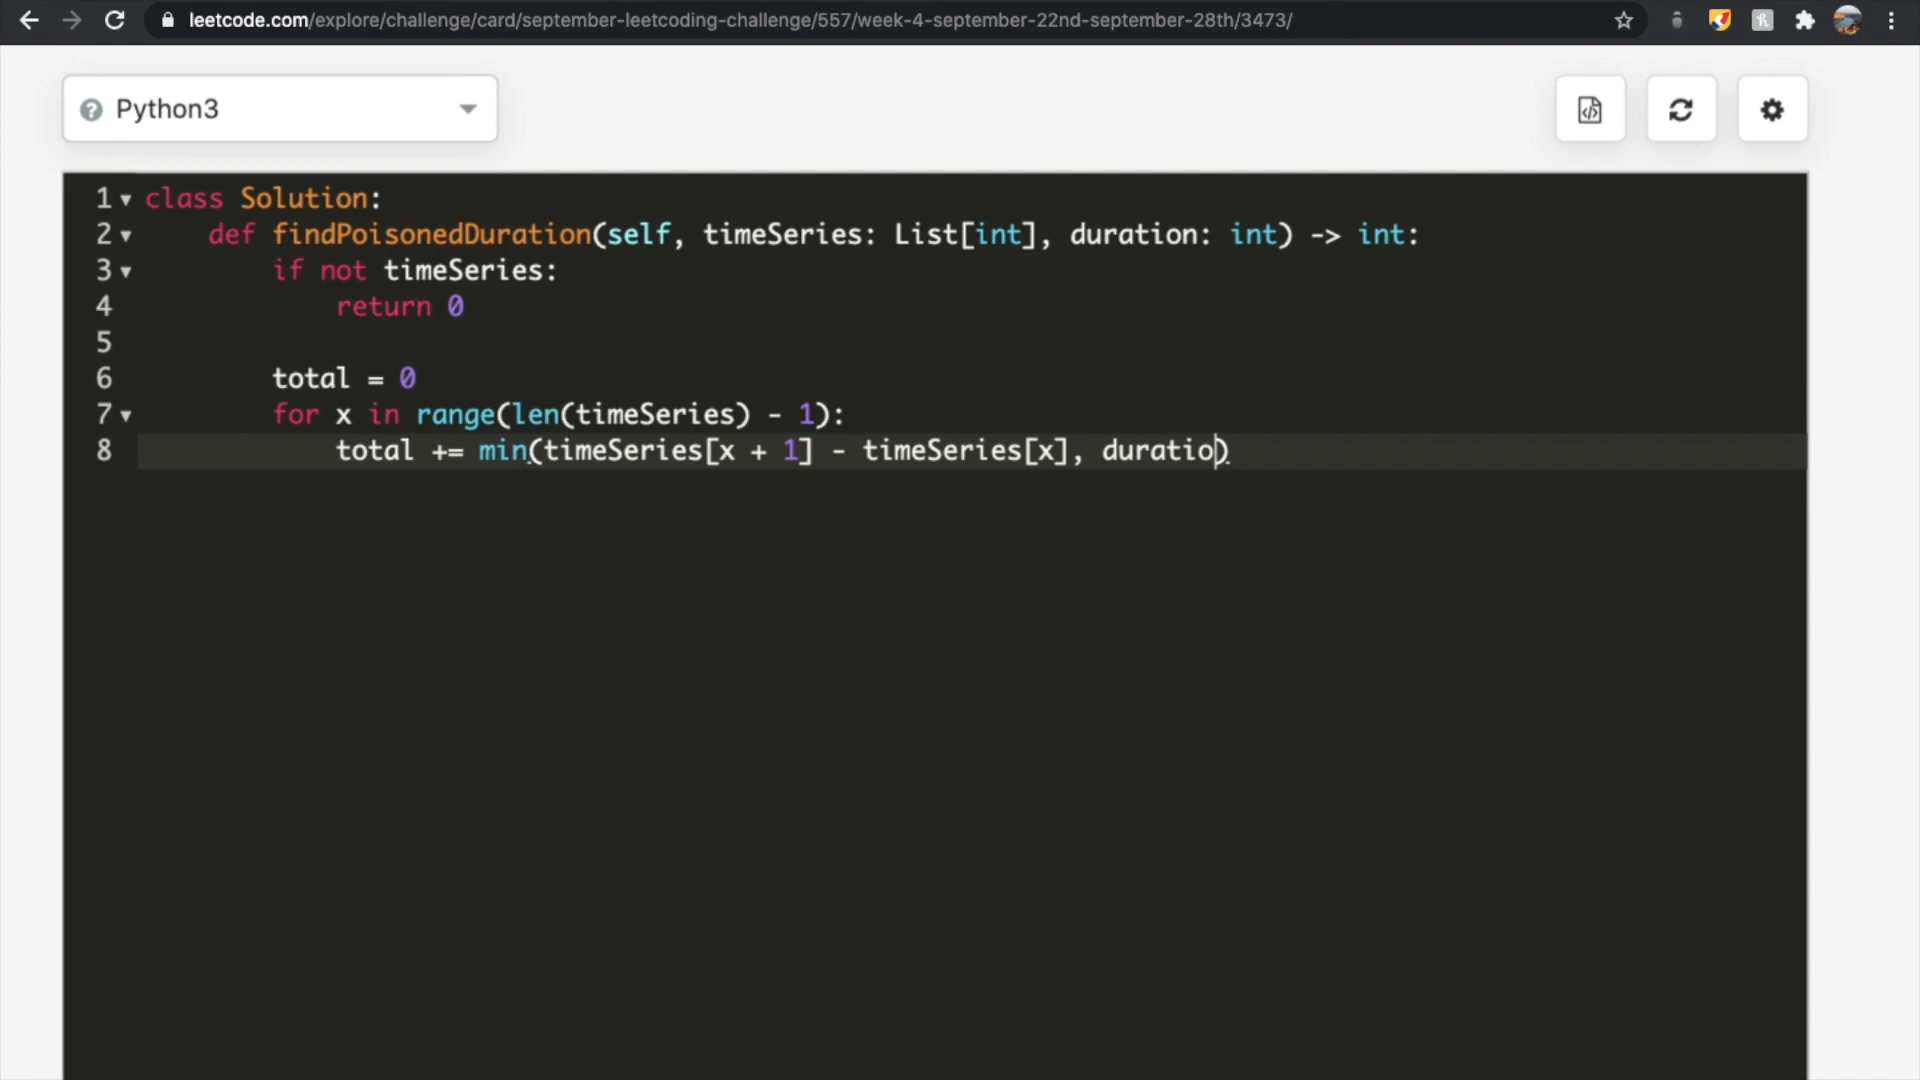 leetcode.com/explore/challenge/card/september-leetcoding-challenge/557/week-4-september-22nd-september-28th/3473/
Python3
1 class Solution:
2     def findPoisonedDuration(self, timeSeries: List[int], duration: int) -> int:
3         if not timeSeries:
4             return 0
5
6         total = 0
7         for x in range(len(timeSeries) - 1):
8             total += min(timeSeries[x + 1] - timeSeries[x], duratio)